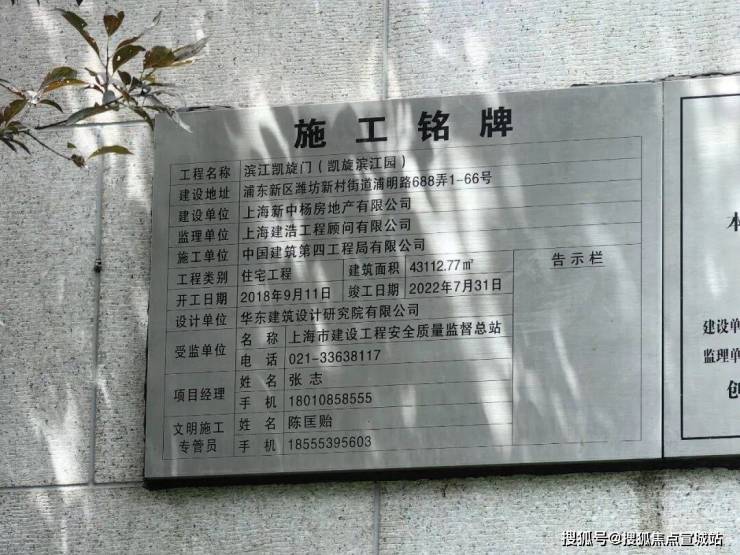 施工铭牌
工程名称 滨江凯旋门（凯旋滨江园）
建设地址 浦东新区潍坊新村街道浦明路688弄1-66号
建设单位 上海新中杨房地产有限公司
监理单位 上海建浩工程顾问有限公司
施工单位 中国建筑第四工程局有限公司
工程类别 住宅工程 建筑面积 43112.77㎡ 告示栏
开工日期 2018年9月11日 竣工日期 2022年7月31日
设计单位 华东建筑设计研究院有限公司
受监单位 名称 上海市建设工程安全质量监督总站
电话 021-33638117
项目经理 姓名 张志
手机 18010858555
文明施工专管员 姓名 陈匡贻
手机 18555395603
本
建设单
监理单
创
搜狐号@搜狐焦点宣城站